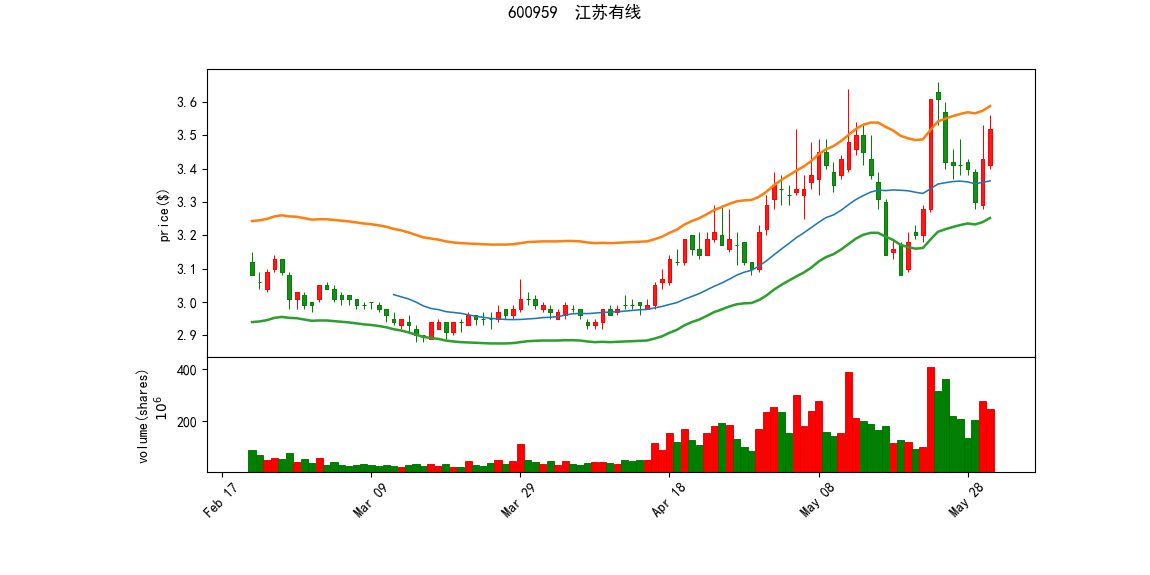 600959  江苏有线
price($)
3.6
3.5
3.4
3.3
3.2
3.1
3.0
2.9
volume(shares)
10^6
400
200
Feb 17
Mar 09
Mar 29
Apr 18
May 08
May 28